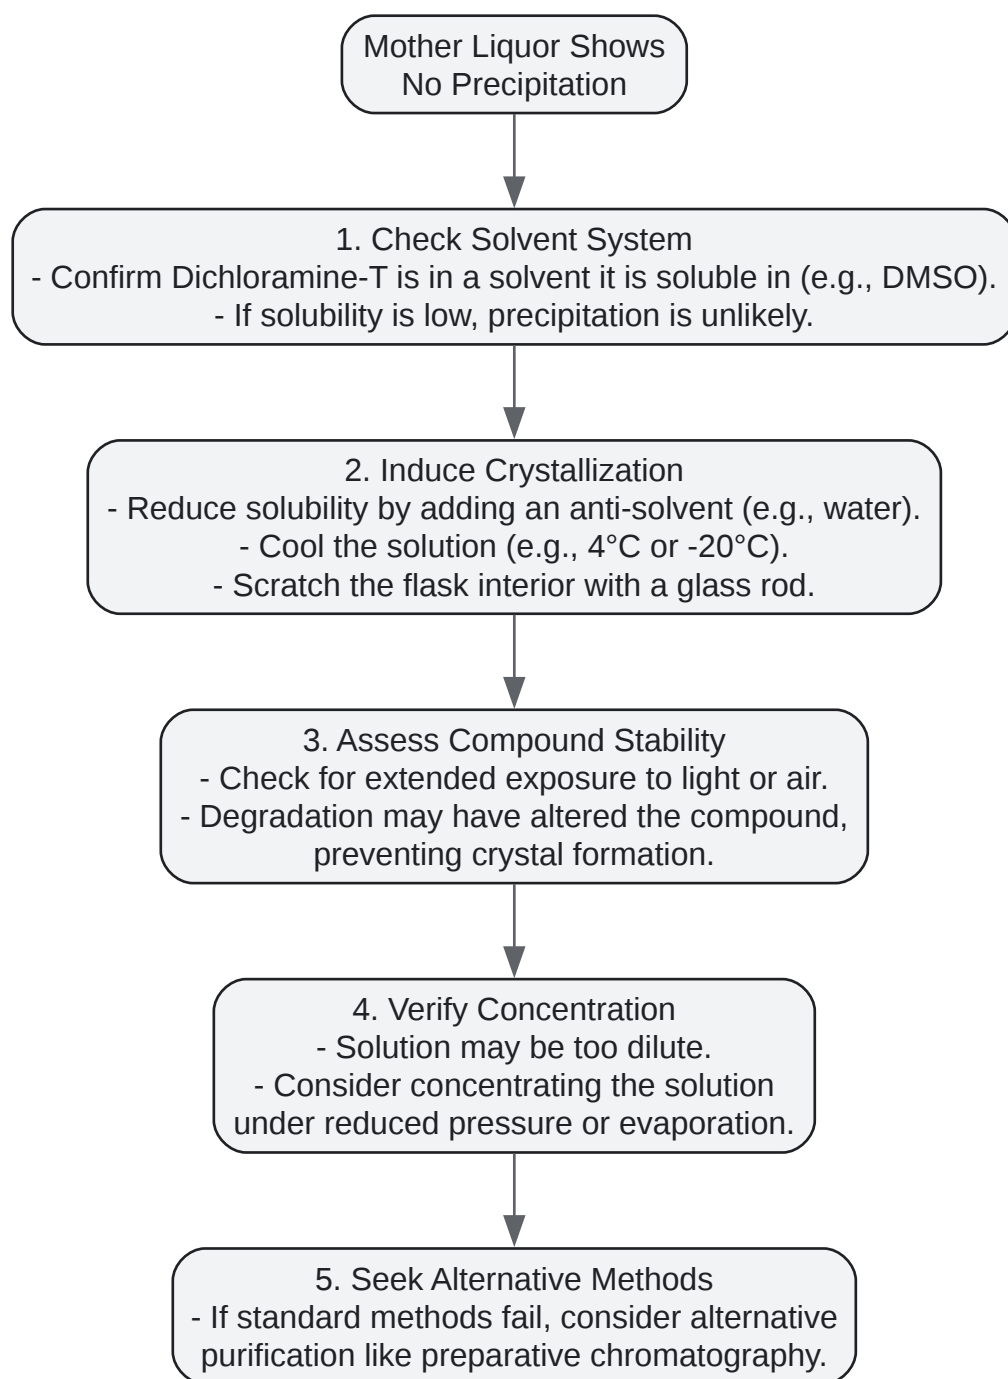 Mother Liquor Shows
No Precipitation
1. Check Solvent System
- Confirm Dichloramine-T is in a solvent it is soluble in (e.g., DMSO).
- If solubility is low, precipitation is unlikely.
2. Induce Crystallization
- Reduce solubility by adding an anti-solvent (e.g., water).
- Cool the solution (e.g., 4°C or -20°C).
- Scratch the flask interior with a glass rod.
3. Assess Compound Stability
- Check for extended exposure to light or air.
- Degradation may have altered the compound,
preventing crystal formation.
4. Verify Concentration
- Solution may be too dilute.
- Consider concentrating the solution
under reduced pressure or evaporation.
5. Seek Alternative Methods
- If standard methods fail, consider alternative
purification like preparative chromatography.